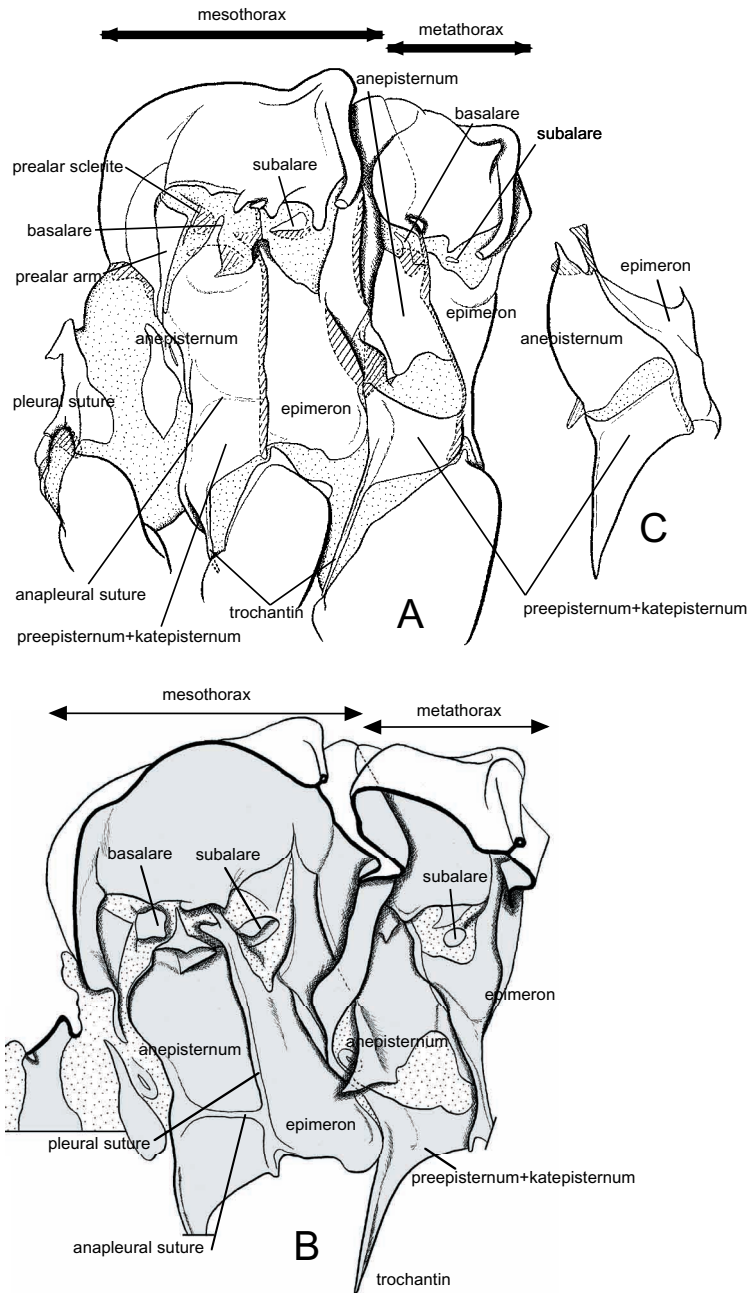 mesothorax
metathorax
anepisternum
basalare
subalare
prealar sclerite
subalare
basalare
prealar arm
epimeron
epimeron
anepisternum
anepisternum
pleural suture
epimeron
C
anapleural suture
trochantin
A
preepisternum+katepisternum
preepisternum+katepisternum
mesothorax
metathorax
basalare
subalare
subalare
epimeron
anepisternum
anepisternum
epimeron
pleural suture
preepisternum+katepisternum
anapleural suture
B
trochantin